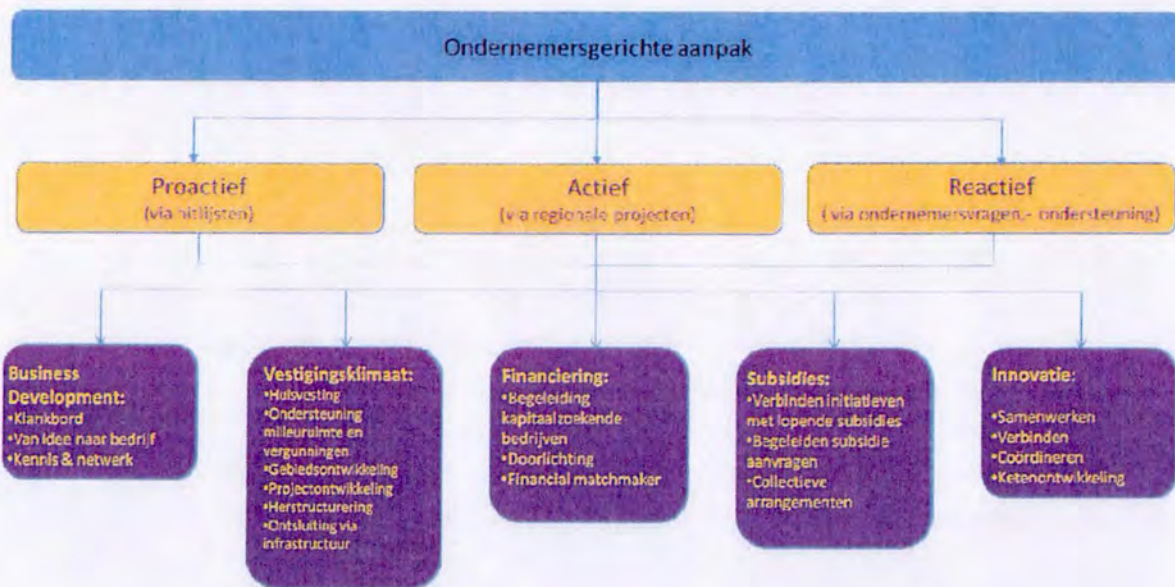 Ondernemersgerichte aanpak
Proactief
(via hitlijsten)
Actief
(via regionale projecten)
Reactief
( via ondernemersvragen,- ondersteuning)
Business
Development:
•Klankbord
•Van idee naar bedrijf
•Kennis & netwerk
Vestigingsklimaat:
•Huisvesting
•Ondersteuning
milieuruimte en
vergunningen
•Gebiedsontwikkeling
•Projectontwikkeling
•Herstructurering
•Ontsluiting via
infrastructuur
Financiering:
•Begeleiding
kapitaalzoekende
bedrijven
•Doorlichting
•Financial matchmaker
Subsidies:
•Verbinden initiatieven
met lopende subsidies
•Begeleiden subsidie
aanvragen
•Collectieve
arrangementen
Innovatie:
•Samenwerken
•Verbinden
•Coördineren
•Ketenontwikkeling